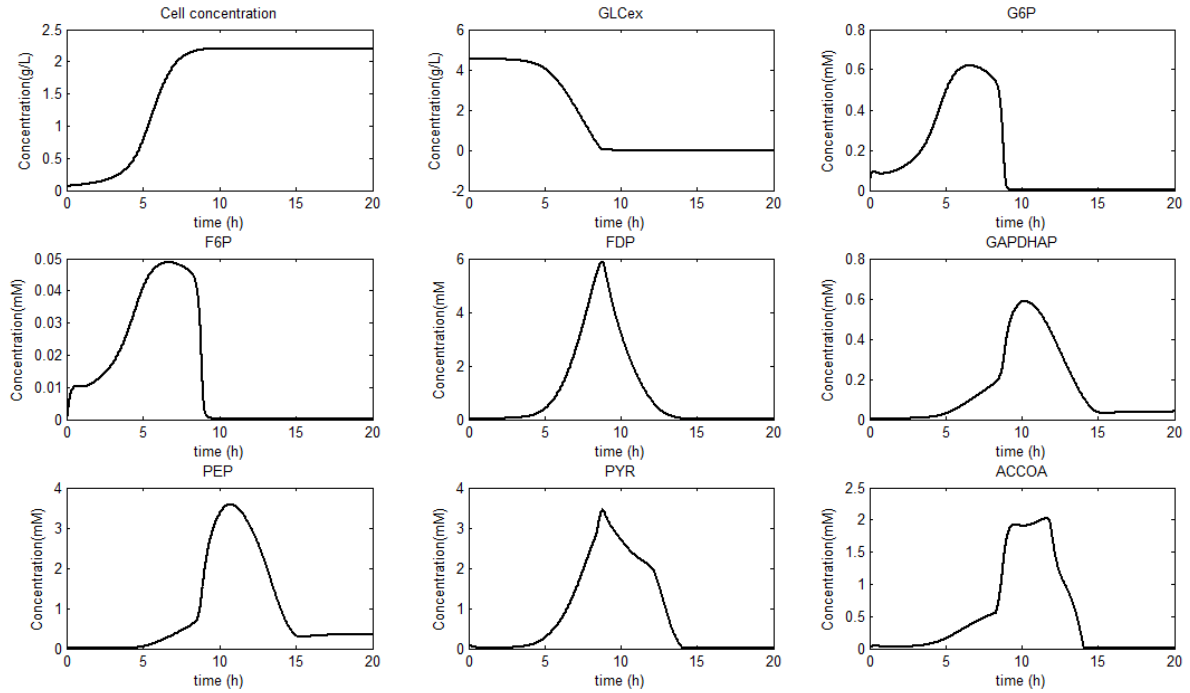 Cell concentration
Concentration(g/L)
2.5
2
1.5
1
0.5
0
0 5 10 15 20
time (h)
GLCex
Concentration(g/L)
6
4
2
0
-2
0 5 10 15 20
time (h)
G6P
Concentration(mM)
0.8
0.6
0.4
0.2
0
0 5 10 15 20
time (h)
F6P
Concentration(mM)
0.05
0.04
0.03
0.02
0.01
0
0 5 10 15 20
time (h)
FDP
Concentration(mM
6
4
2
0
0 5 10 15 20
time (h)
GAPDHAP
Concentration(mM)
0.8
0.6
0.4
0.2
0
0 5 10 15 20
time (h)
PEP
Concentration(mM)
4
3
2
1
0
0 5 10 15 20
time (h)
PYR
Concentration(mM)
4
3
2
1
0
0 5 10 15 20
time (h)
ACCOA
Concentration(mM)
2.5
2
1.5
1
0.5
0
0 5 10 15 20
time (h)